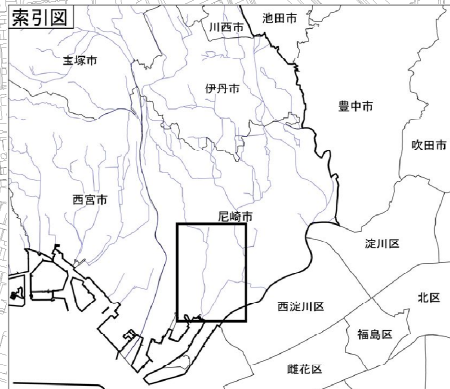 索引図
川西市
池田市
宝塚市
伊丹市
豊中市
吹田市
西宮市
尼崎市
淀川区
西淀川区
北区
福島区
雌花区